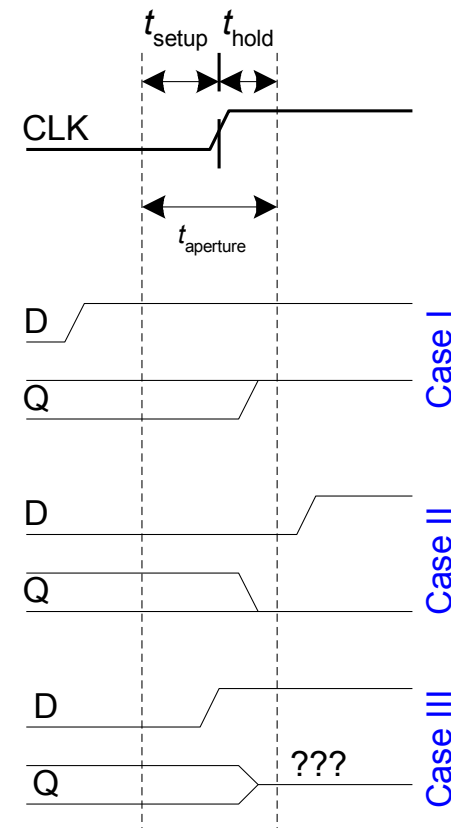 tsetup thold
CLK
taperture
D
Q
Case I
D
Q
Case II
D
Q
???
Case III